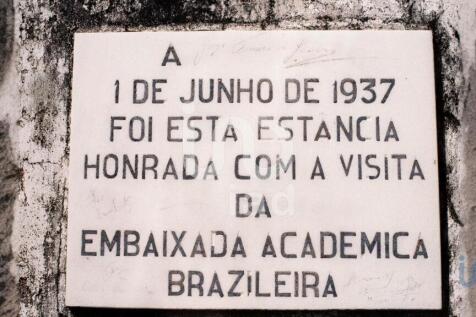 A
1 DE JUNHO DE 1937
FOI ESTA ESTANCIA
HONRADA COM A VISITA
DA
EMBAIXADA ACADEMICA
BRAZILEIRA